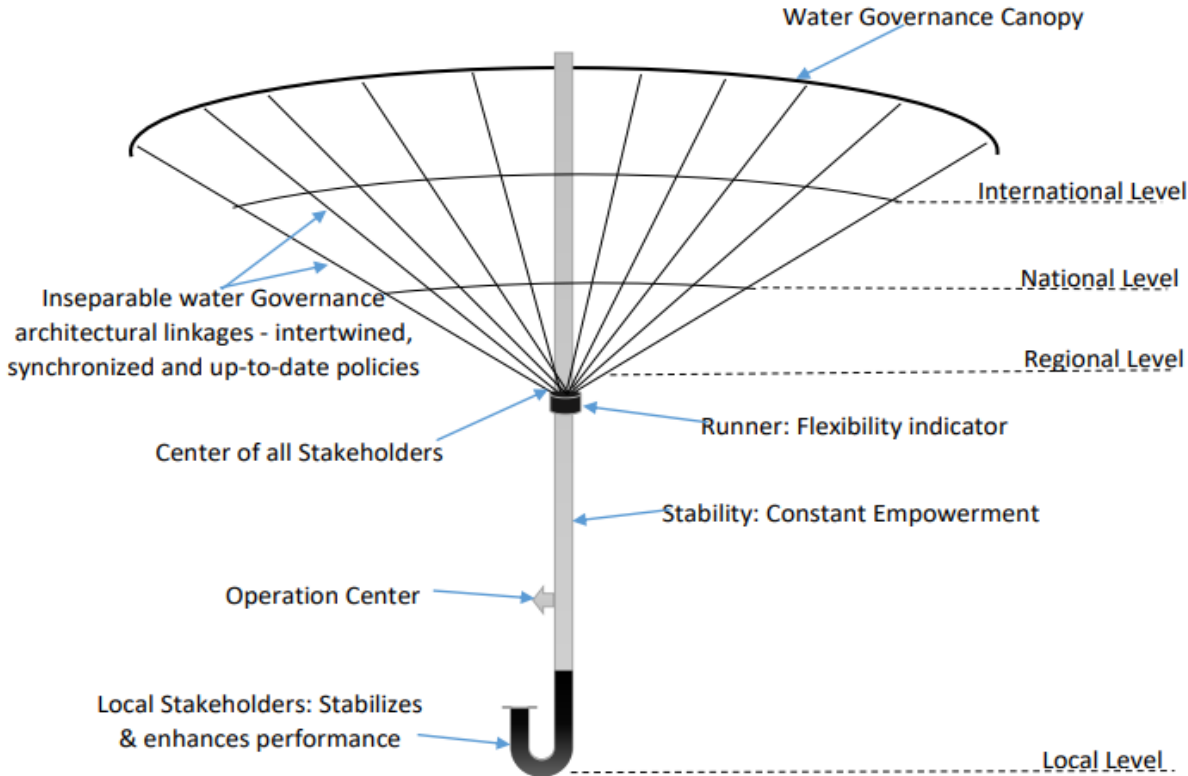 Water Governance Canopy
International Level
National Level
Inseparable water Governance
architectural linkages - intertwined,
synchronized and up-to-date policies
Regional Level
Runner: Flexibility indicator
Center of all Stakeholders
Stability: Constant Empowerment
Operation Center
Local Stakeholders: Stabilizes
& enhances performance
Local Level